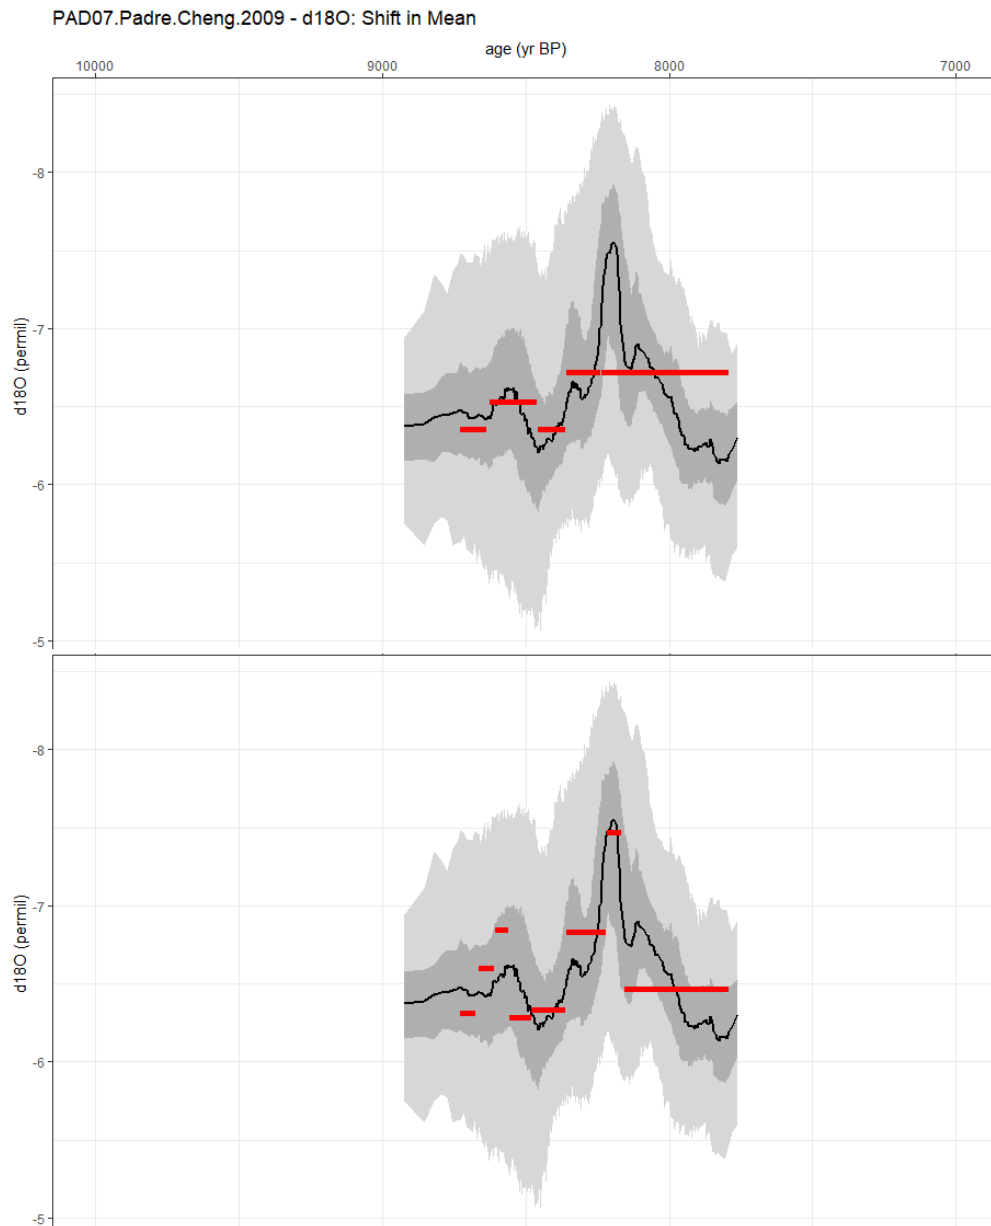 PAD07.Padre.Cheng.2009 - d18O: Shift in Mean
age (yr BP)
10000 9000 8000 7000
-8
-7
d18O (permil)
-6
-5
-8
-7
d18O (permil)
-6
-5